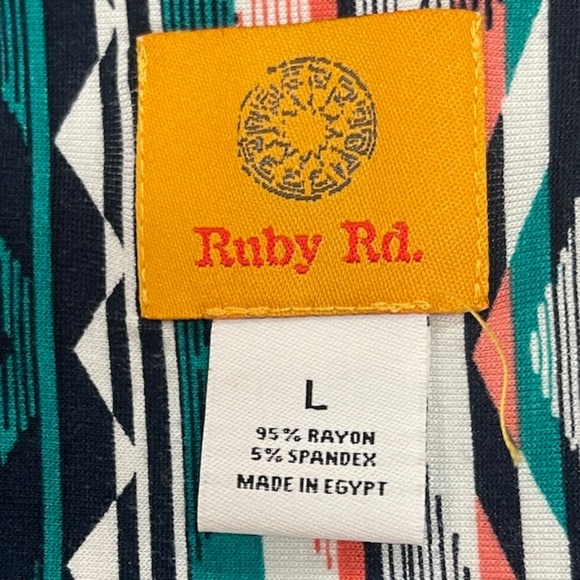 Ruby Rd.
L
95% RAYON
5% SPANDEX
MADE IN EGYPT